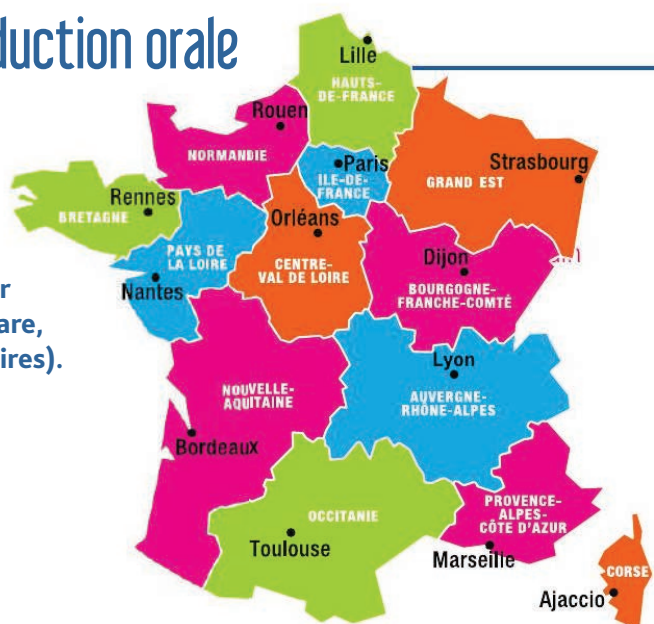 duction orale
Lille
HAUTS-
DE-FRANCE
Rouen
NORMANDIE
Paris
ILE-DE-
FRANCE
Strasbourg
GRAND EST
Rennes
BRETAGNE
Orléans
CENTRE-
VAL DE LOIRE
PAYS DE
LA LOIRE
Nantes
Dijon
BOURGOGNE-
FRANCHE-COMTÉ
r
are,
ires).
Lyon
AUVERGNE-
RHÔNE-ALPES
NOUVELLE-
AQUITAINE
Bordeaux
OCCITANIE
Toulouse
PROVENCE-
ALPES-
CÔTE D'AZUR
Marseille
CORSE
Ajaccio